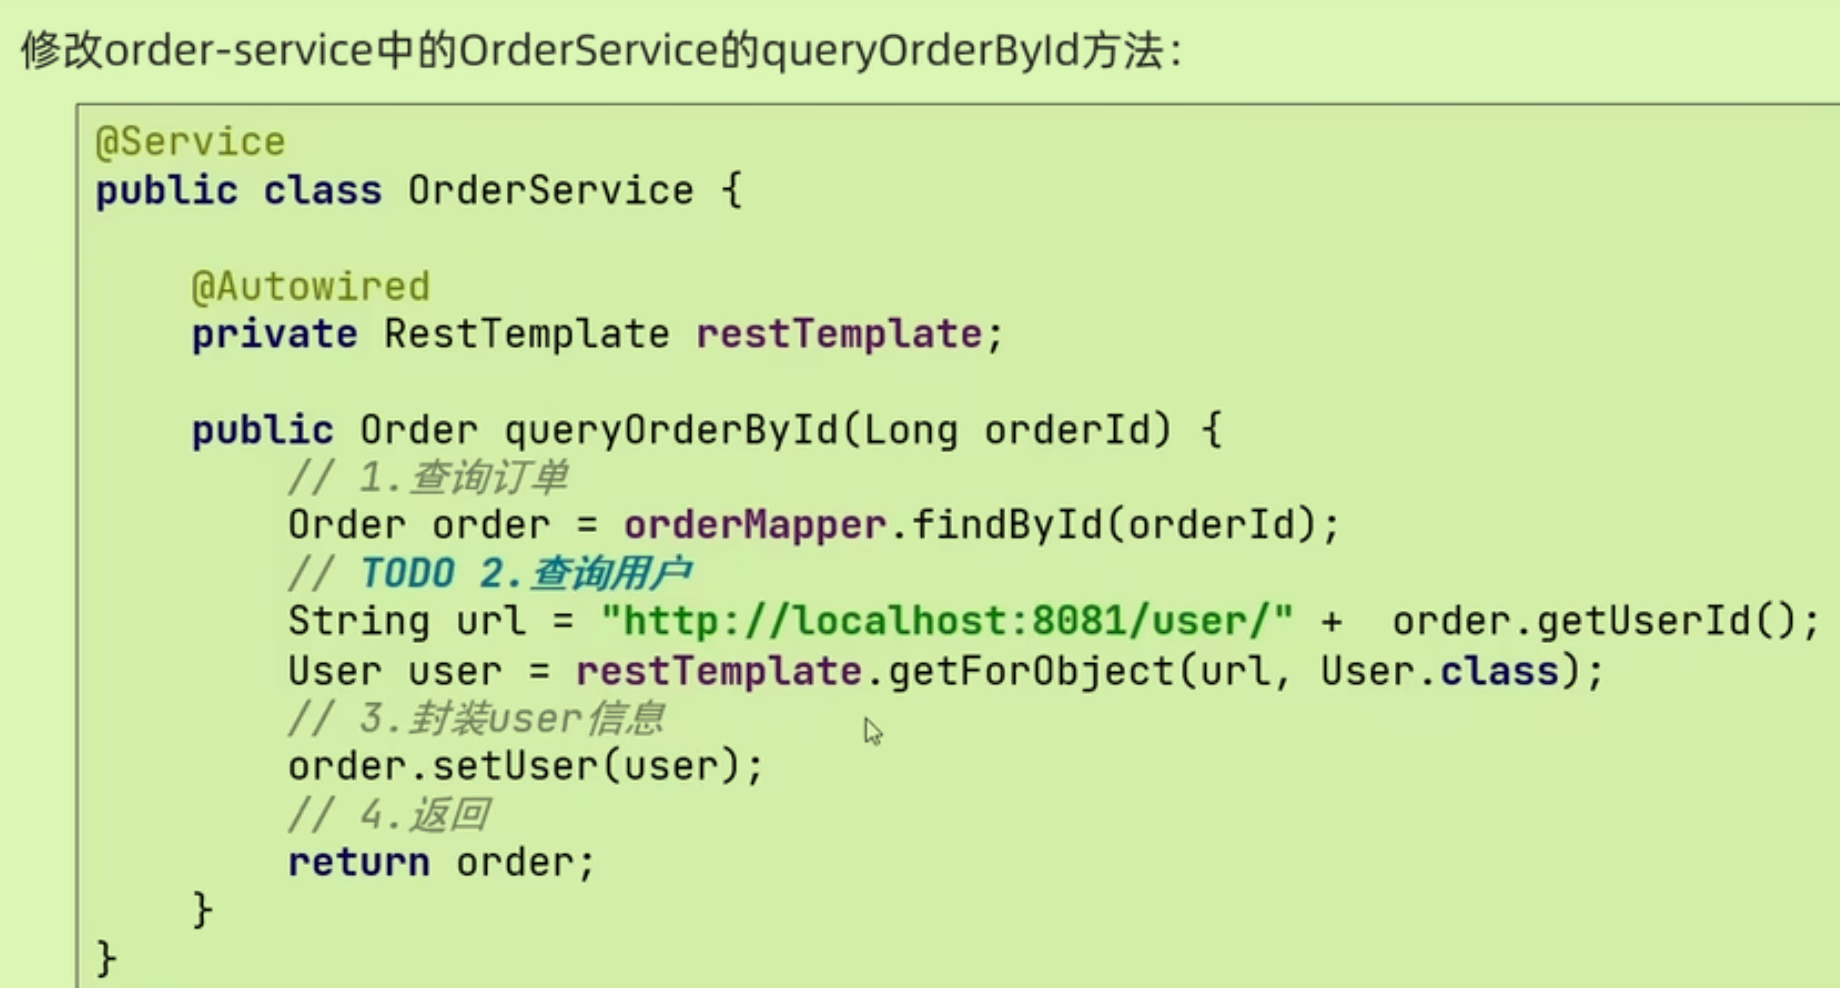 修改order-service中的OrderService的queryOrderById方法：
@Service
public class OrderService {
@Autowired
private RestTemplate restTemplate;
public Order queryOrderById(Long orderId) {
// 1.查询订单
Order order = orderMapper.findById(orderId);
// TODO 2.查询用户
String url = "http://localhost:8081/user/" +  order.getUserId();
User user = restTemplate.getForObject(url, User.class);
// 3.封装user信息
order.setUser(user);
// 4.返回
return order;
}
}